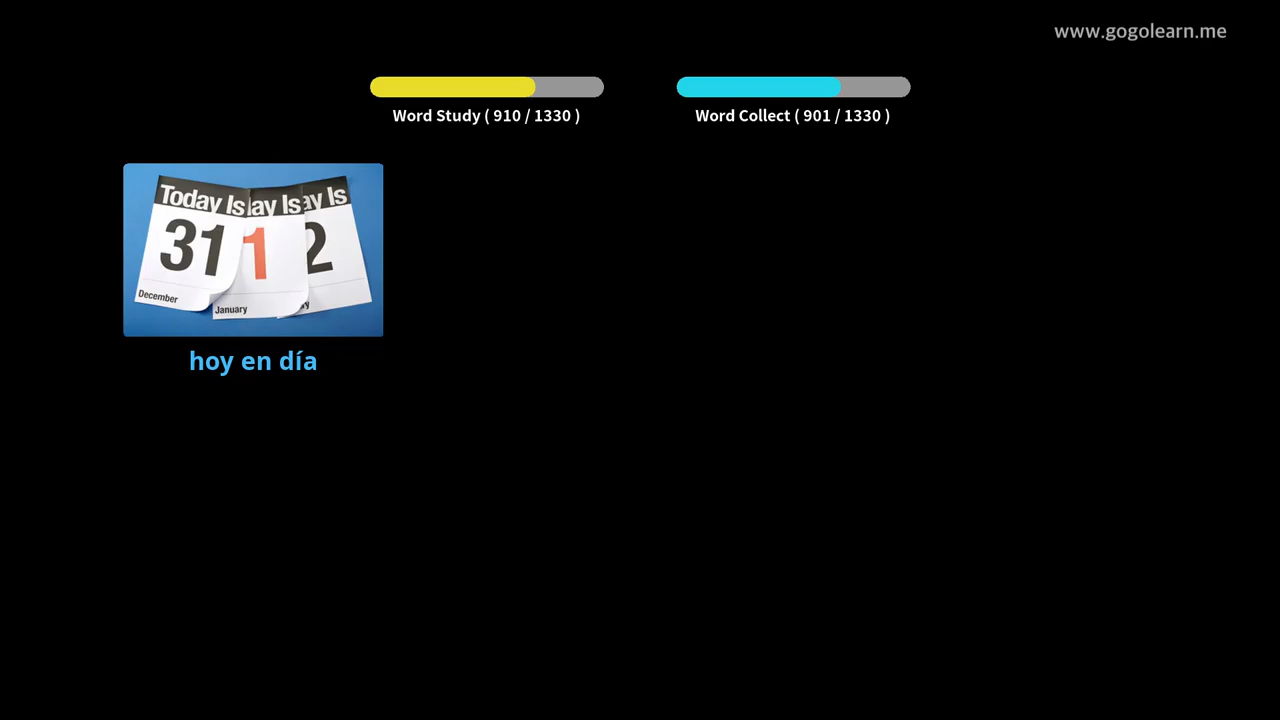 www.gogolearn.me
Word Study ( 910 / 1330 )
Word Collect ( 901 / 1330 )
Today Is ay Is ay Is
31 1 2
December
January
hoy en día